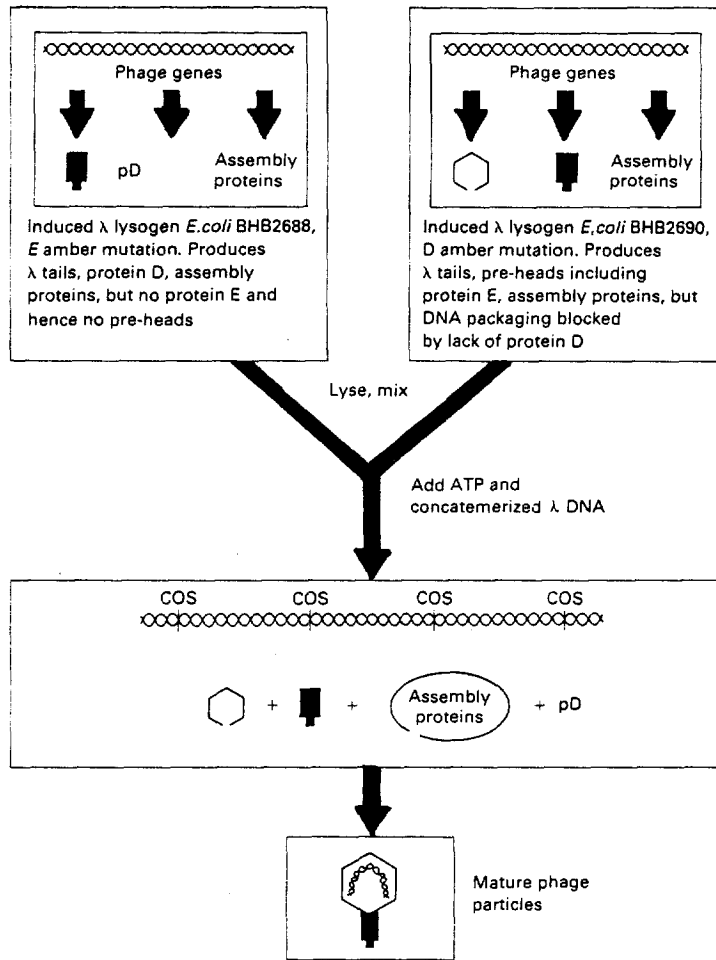 Phage genes
pD
Assembly
proteins
Induced λ lysogen E.coli BHB2688,
E amber mutation. Produces
λ tails, protein D, assembly
proteins, but no protein E and
hence no pre-heads
Phage genes
Assembly
proteins
Induced λ lysogen E.coli BHB2690,
D amber mutation. Produces
λ tails, pre-heads including
protein E, assembly proteins, but
DNA packaging blocked
by lack of protein D
Lyse, mix
Add ATP and
concatemerized λ DNA
COS COS COS COS
+ + Assembly
proteins + pD
Mature phage
particles